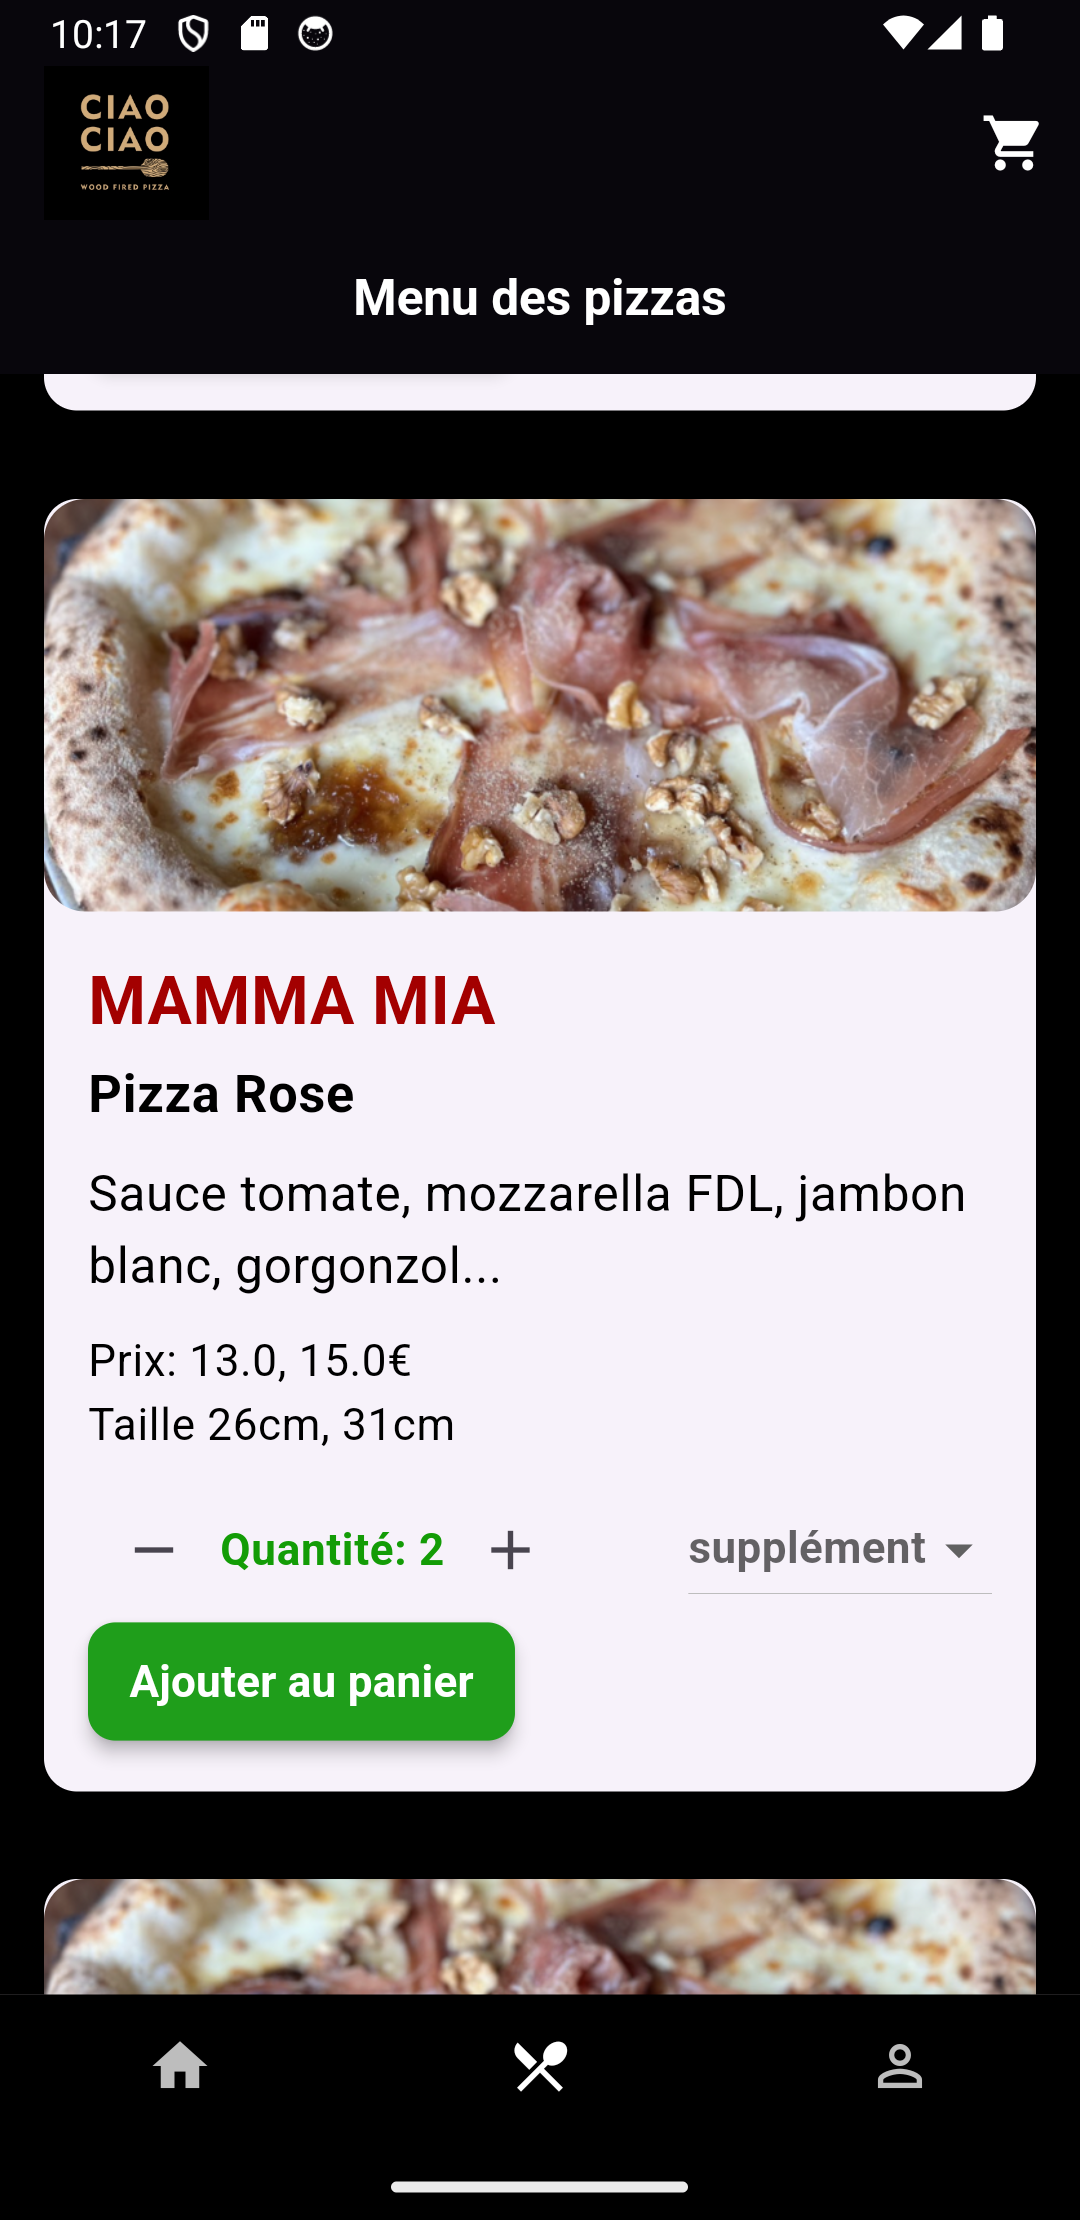 10:17
CIAO
CIAO
WOOD FIRED PIZZA
Menu des pizzas
MAMMA MIA
Pizza Rose
Sauce tomate, mozzarella FDL, jambon
blanc, gorgonzol...
Prix: 13.0, 15.0€
Taille 26cm, 31cm
Quantité: 2
supplément
Ajouter au panier